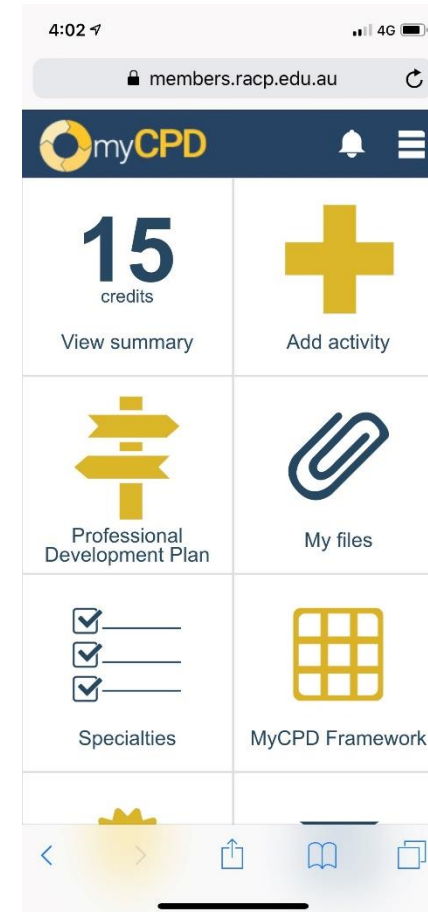 4:02
4G
members.racp.edu.au
myCPD
15
credits
View summary
Add activity
Professional
Development Plan
My files
Specialties
MyCPD Framework